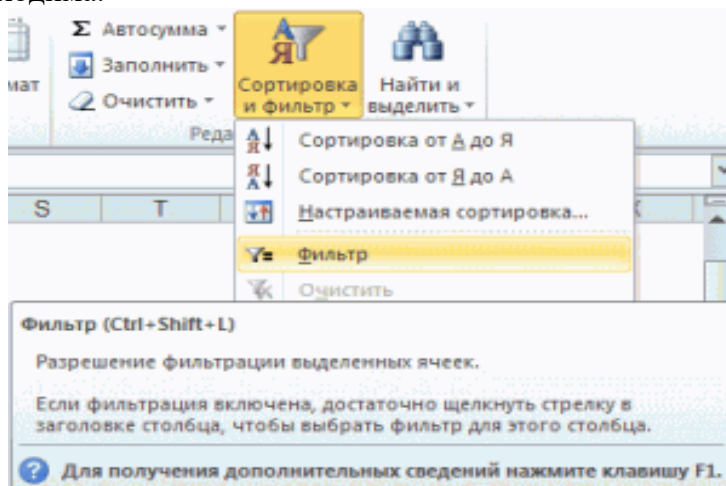 Σ Автосумма
Заполнить
Очистить
Сортировка и фильтр
Найти и выделить
мат
Реда
Сортировка от А до Я
Сортировка от Я до А
Настраиваемая сортировка...
S T
Фильтр
Очистить
Фильтр (Ctrl+Shift+L)
Разрешение фильтрации выделенных ячеек.
Если фильтрация включена, достаточно щелкнуть стрелку в
заголовке столбца, чтобы выбрать фильтр для этого столбца.
Для получения дополнительных сведений нажмите клавишу F1.